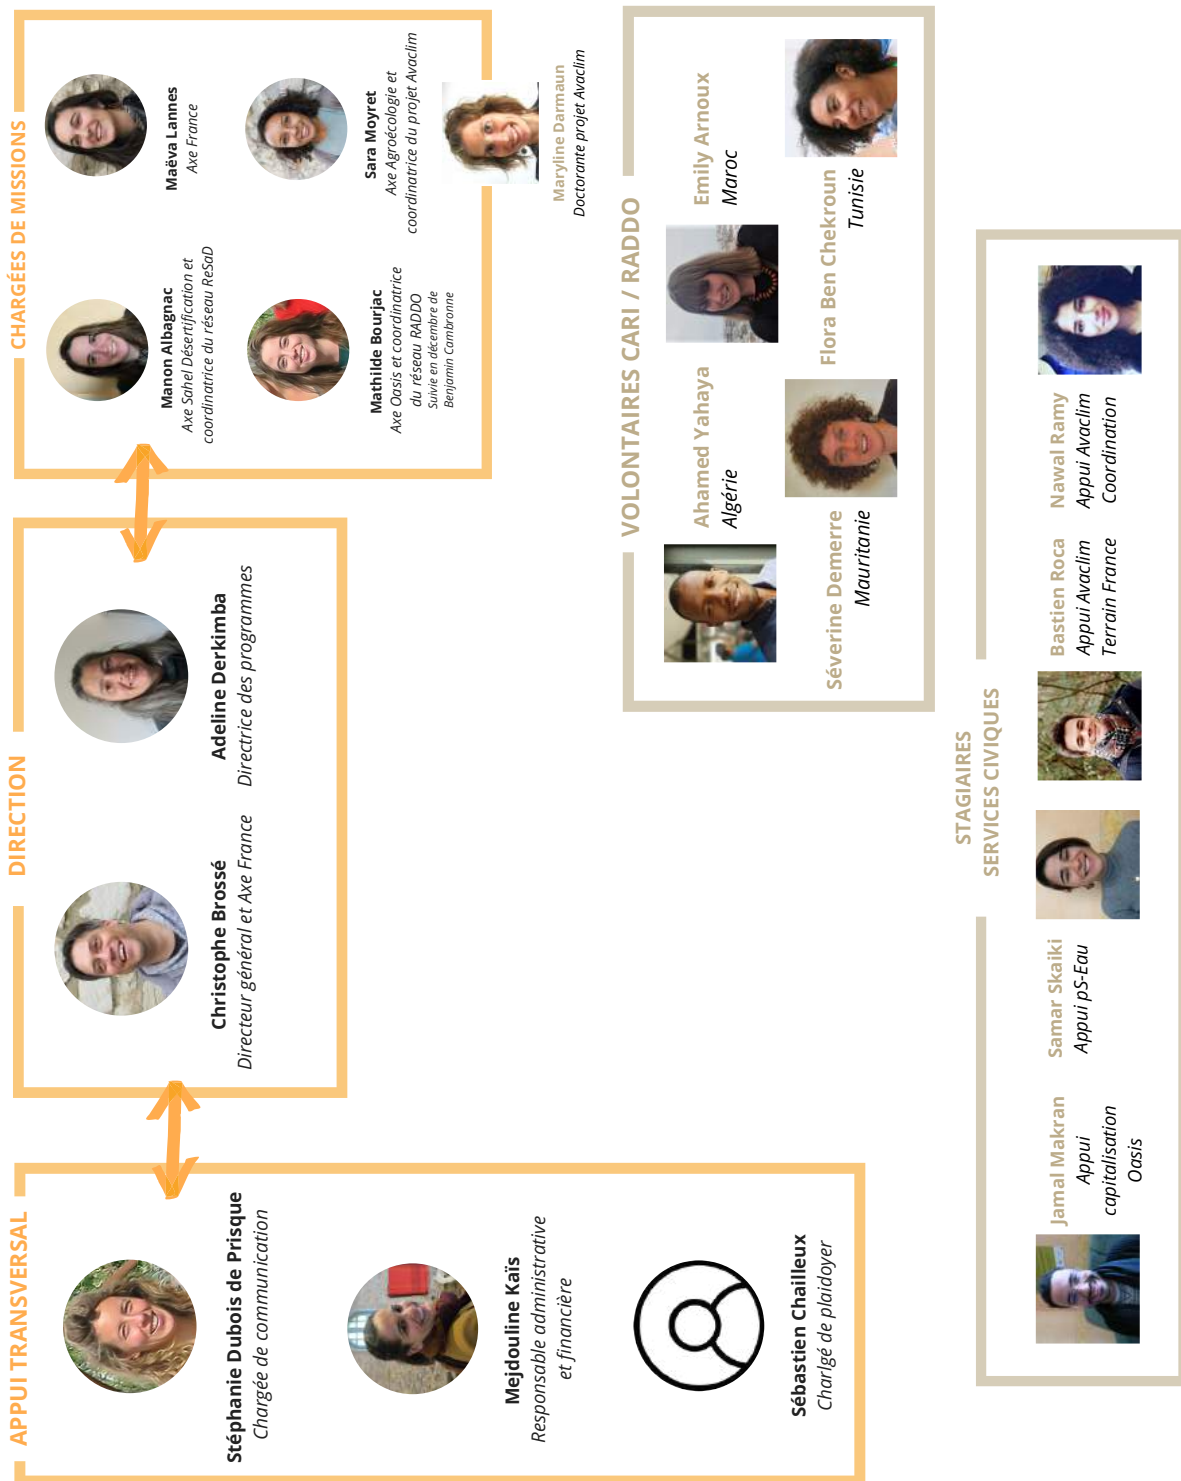 APPUI TRANSVERSAL
Stéphanie Dubois de Prisque
Chargée de communication
Mejdouline Kaïs
Responsable administrative
et financière
Sébastien Chailleux
Charlgé de plaidoyer
DIRECTION
Christophe Brossé
Directeur général et Axe France
Adeline Derkimba
Directrice des programmes
CHARGÉES DE MISSIONS
Manon Albagnac
Axe Sahel Désertification et
coordinatrice du réseau ReSaD
Maëva Lannes
Axe France
Mathilde Bourjac
Axe Oasis et coordinatrice
du réseau RADDO
Suivie en décembre de
Benjamin Cambronne
Sara Moyret
Axe Agroécologie et
coordinatrice du projet Avaclim
Maryline Darmaun
Doctorante projet Avaclim
VOLONTAIRES CARI / RADDO
Ahamed Yahaya
Algérie
Emily Arnoux
Maroc
Séverine Demerre
Mauritanie
Flora Ben Chekroun
Tunisie
STAGIAIRES
SERVICES CIVIQUES
Jamal Makran
Appui
capitalisation
Oasis
Samar Skaiki
Appui pS-Eau
Bastien Roca
Appui Avaclim
Terrain France
Nawal Ramy
Appui Avaclim
Coordination